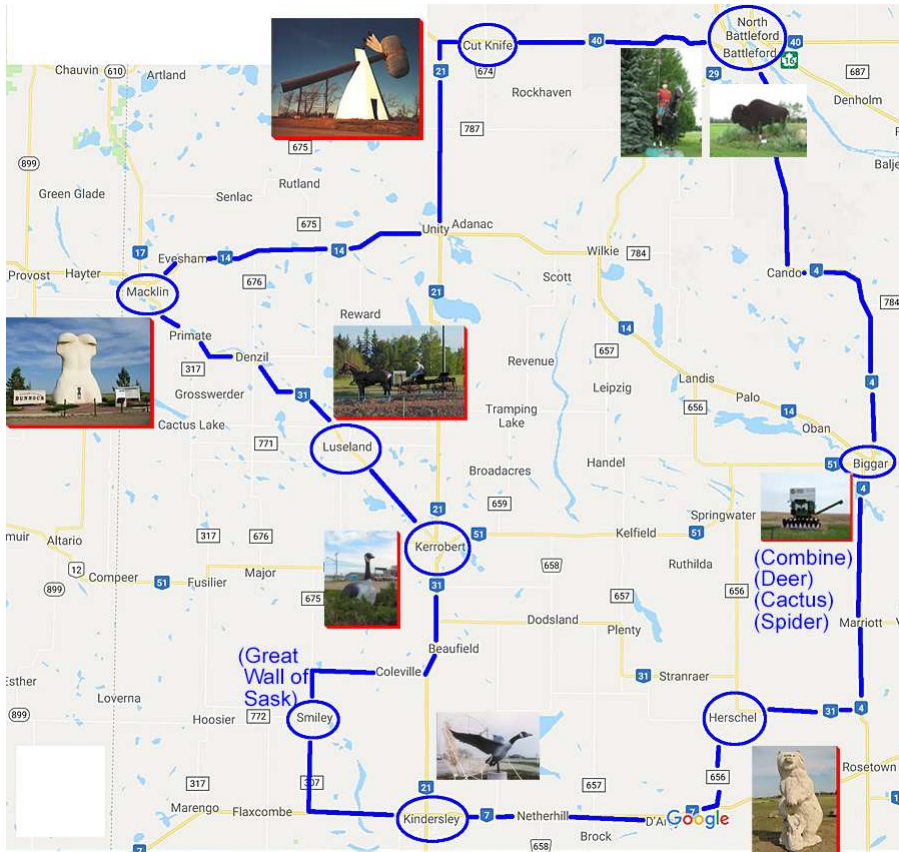 North
Battleford
Battleford
40
40
16
Cut Knife
Chauvin
610
Artland
21
674
29
687
Rockhaven
Denholm
787
675
899
Green Glade
Rutland
Senlac
675
Unity
Adanac
17
Evesham
14
14
Wilkie
784
Provost
Hayter
676
Scott
Cando
4
Macklin
21
784
Reward
14
Primate
Revenue
657
317
Denzil
Landis
4
BUNNOCK
Grosswerder
31
Leipzig
Palo
656
14
Cactus Lake
Tramping
Lake
Oban
771
Luseland
Handel
51
Biggar
Broadacres
4
659
21
Springwater
317
676
51
Kelfield
51
muir
Altario
Kerrobert
(Combine)
(Deer)
(Cactus)
(Spider)
12
Major
658
Ruthilda
Compeer
51
Fusilier
31
899
675
657
656
Dodsland
Plenty
Marriott
Beaufield
(Great
Wall of
Sask)
Coleville
31
Stranraer
Esther
Loverna
899
Hoosier
772
Smiley
Herschel
31
4
317
307
21
657
656
Rosetown
Marengo
Flaxcombe
Kindersley
7
Netherhill
Google
Brock
658
7